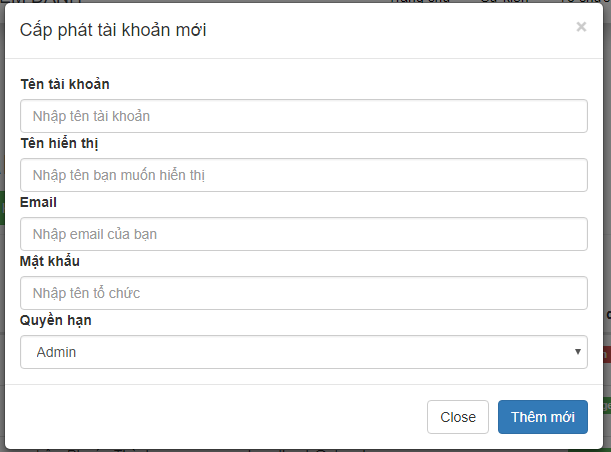 Cấp phát tài khoản mới
×
Tên tài khoản
Nhập tên tài khoản
Tên hiển thị
Nhập tên bạn muốn hiển thị
Email
Nhập email của bạn
Mật khẩu
Nhập tên tổ chức
Quyền hạn
Admin
Close
Thêm mới